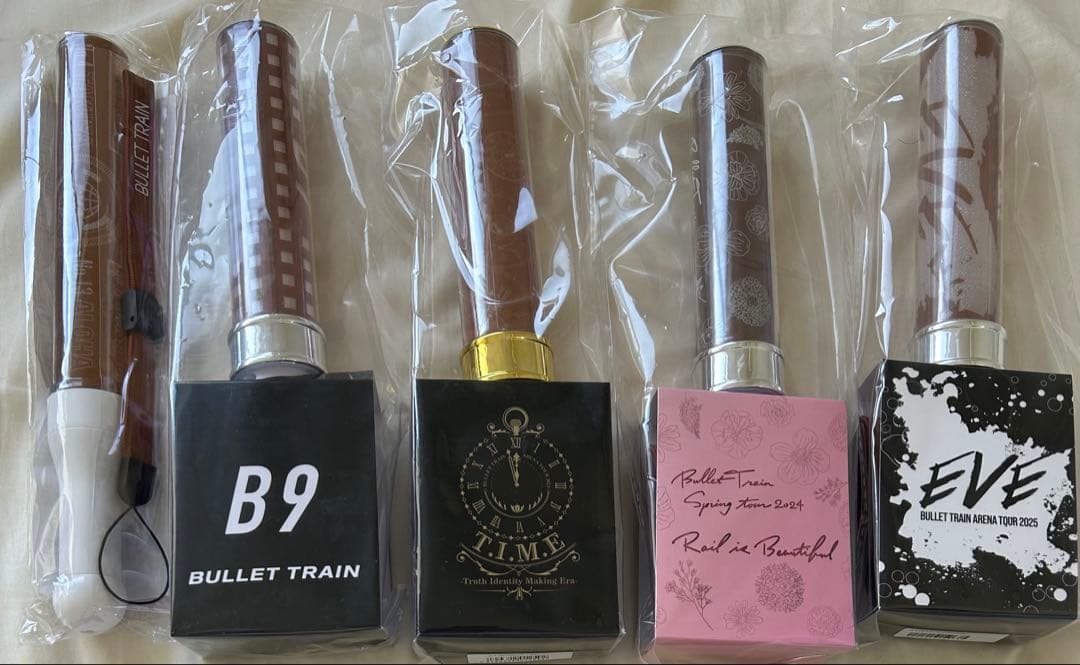 BULLET TRAIN
B9
BULLET TRAIN
T.I.M.E
-Truth Identity Making Era-
Bullet Train
Spring tour 2024
Rail is Beautiful
EVE
BULLET TRAIN ARENA TOUR 2025